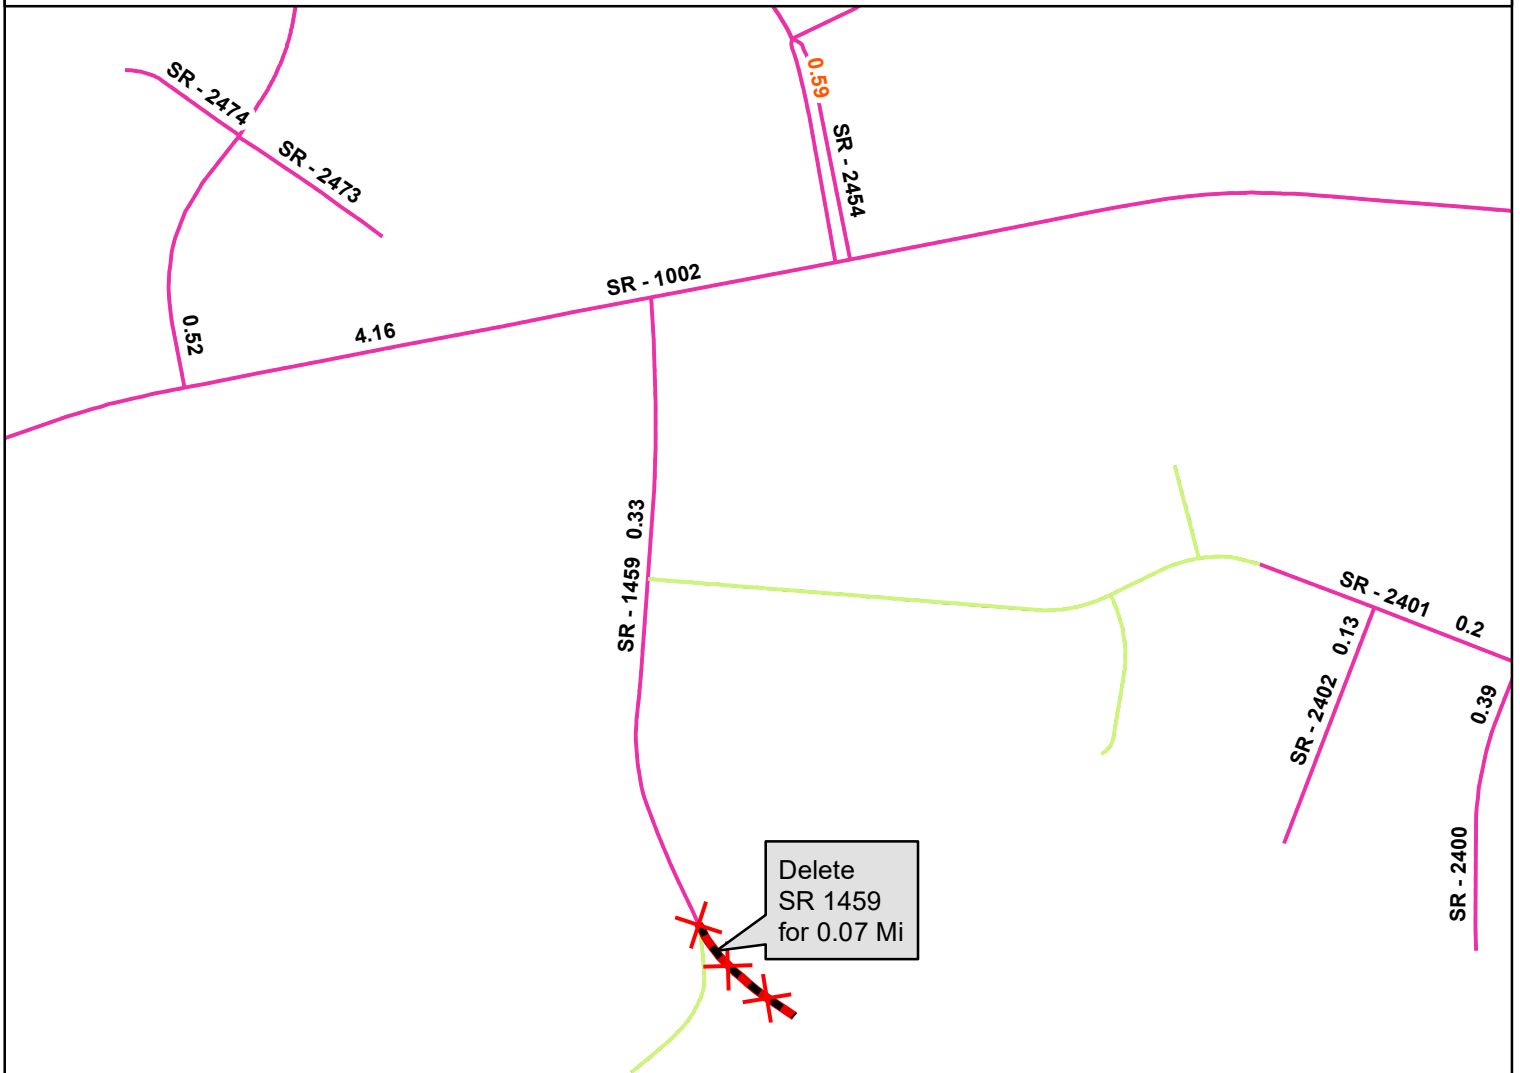 0.59
SR - 2474
SR - 2473
SR - 2454
SR - 1002
0.52
4.16
SR - 1459 0.33
SR - 2401 0.2
SR - 2402 0.13
0.39
SR - 2400
Delete
SR 1459
for 0.07 Mi